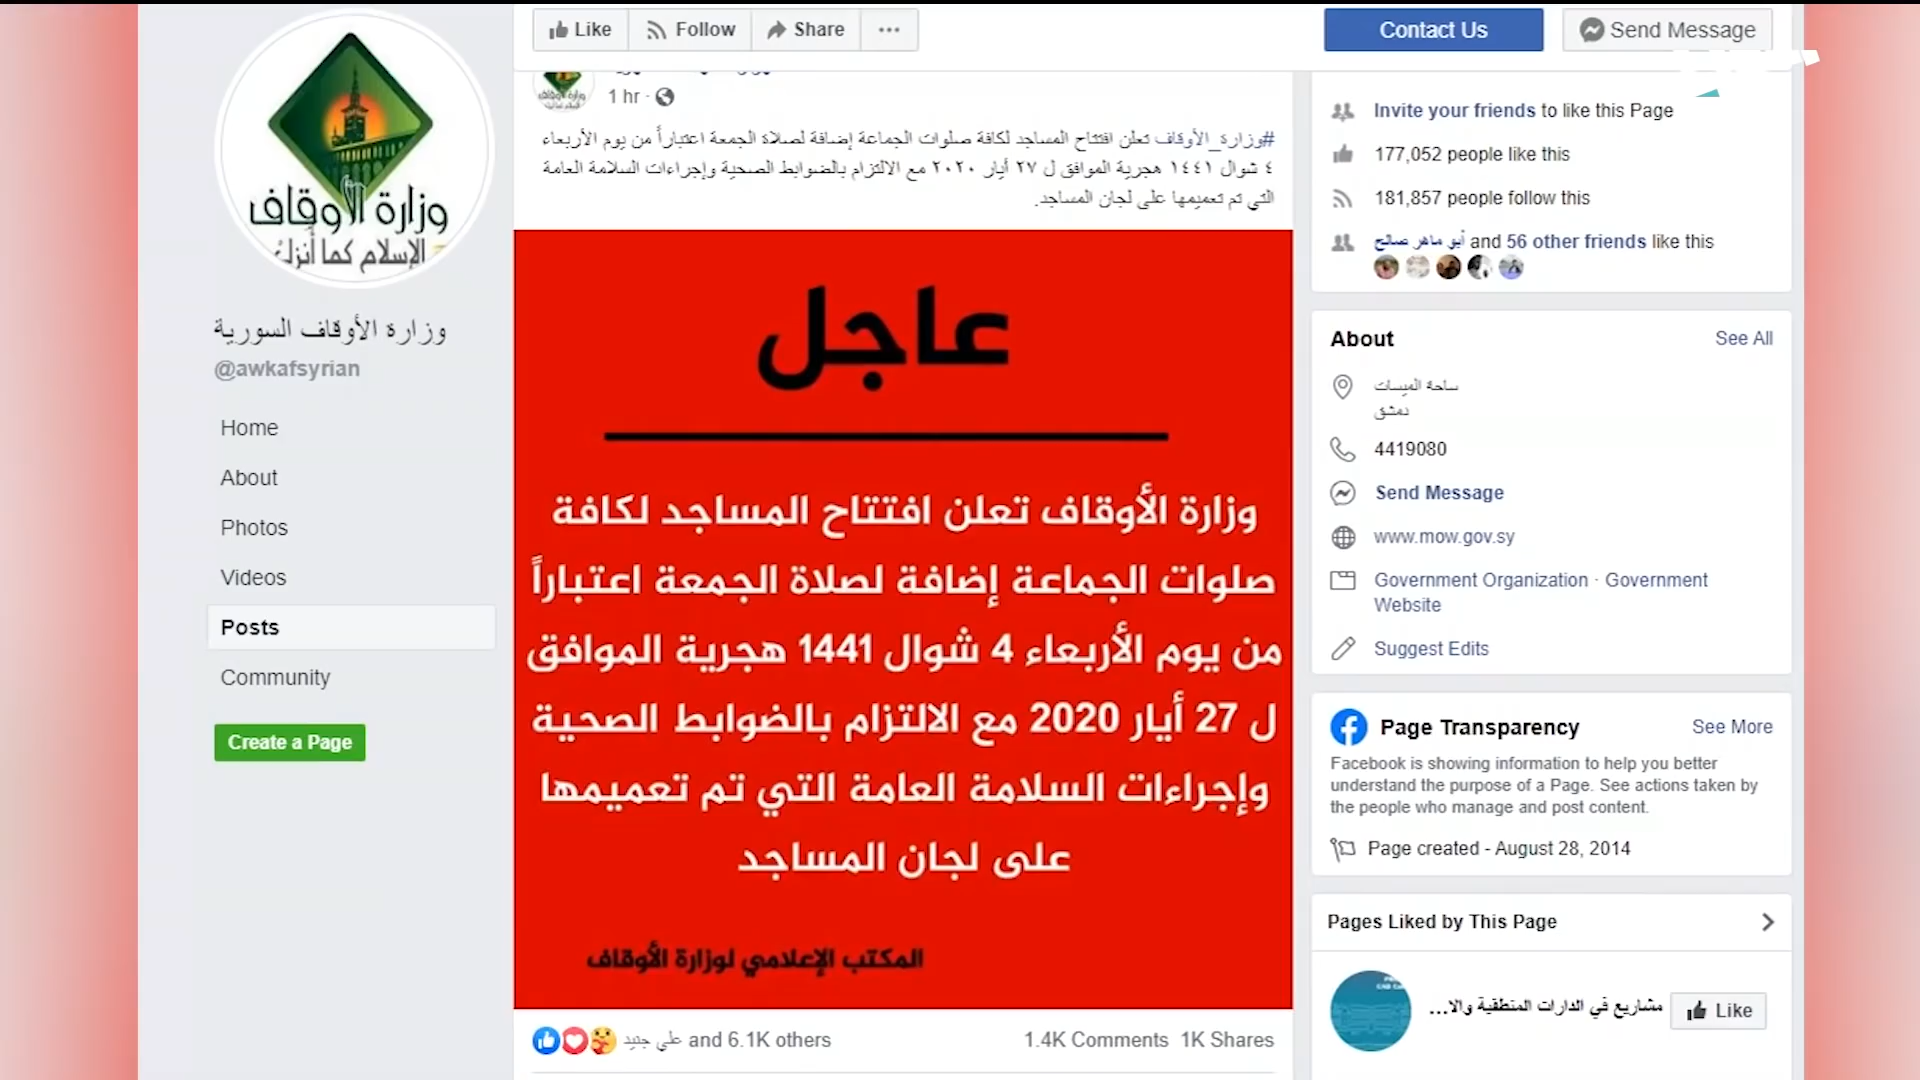 Like
Follow
Share
Contact Us
Send Message
وزارة الأوقاف
الإسلام كما أنزل
وزارة الأوقاف السورية
@awkafsyrian
Home
About
Photos
Videos
Posts
Community
Create a Page
1 hr
#وزارة_الأوقاف تعلن افتتاح المساجد لكافة صلوات الجماعة إضافة لصلاة الجمعة اعتباراً من يوم الأربعاء
٤ شوال ١٤٤١ هجرية الموافق ل ٢٧ أيار ٢٠٢٠ مع الالتزام بالضوابط الصحية وإجراءات السلامة العامة
التي تم تعميمها على لجان المساجد.
عاجل
وزارة الأوقاف تعلن افتتاح المساجد لكافة
صلوات الجماعة إضافة لصلاة الجمعة اعتباراً
من يوم الأربعاء 4 شوال 1441 هجرية الموافق
ل 27 أيار 2020 مع الالتزام بالضوابط الصحية
وإجراءات السلامة العامة التي تم تعميمها
على لجان المساجد
المكتب الإعلامي لوزارة الأوقاف
علي جنيد and 6.1K others
1.4K Comments 1K Shares
Invite your friends to like this Page
177,052 people like this
181,857 people follow this
أبو ماهر صالح and 56 other friends like this
About
See All
ساحة الميسات
دمشق
4419080
Send Message
www.mow.gov.sy
Government Organization · Government
Website
Suggest Edits
Page Transparency
See More
Facebook is showing information to help you better
understand the purpose of a Page. See actions taken by
the people who manage and post content.
Page created - August 28, 2014
Pages Liked by This Page
مشاريع في الدارات المنطقية والا...
Like